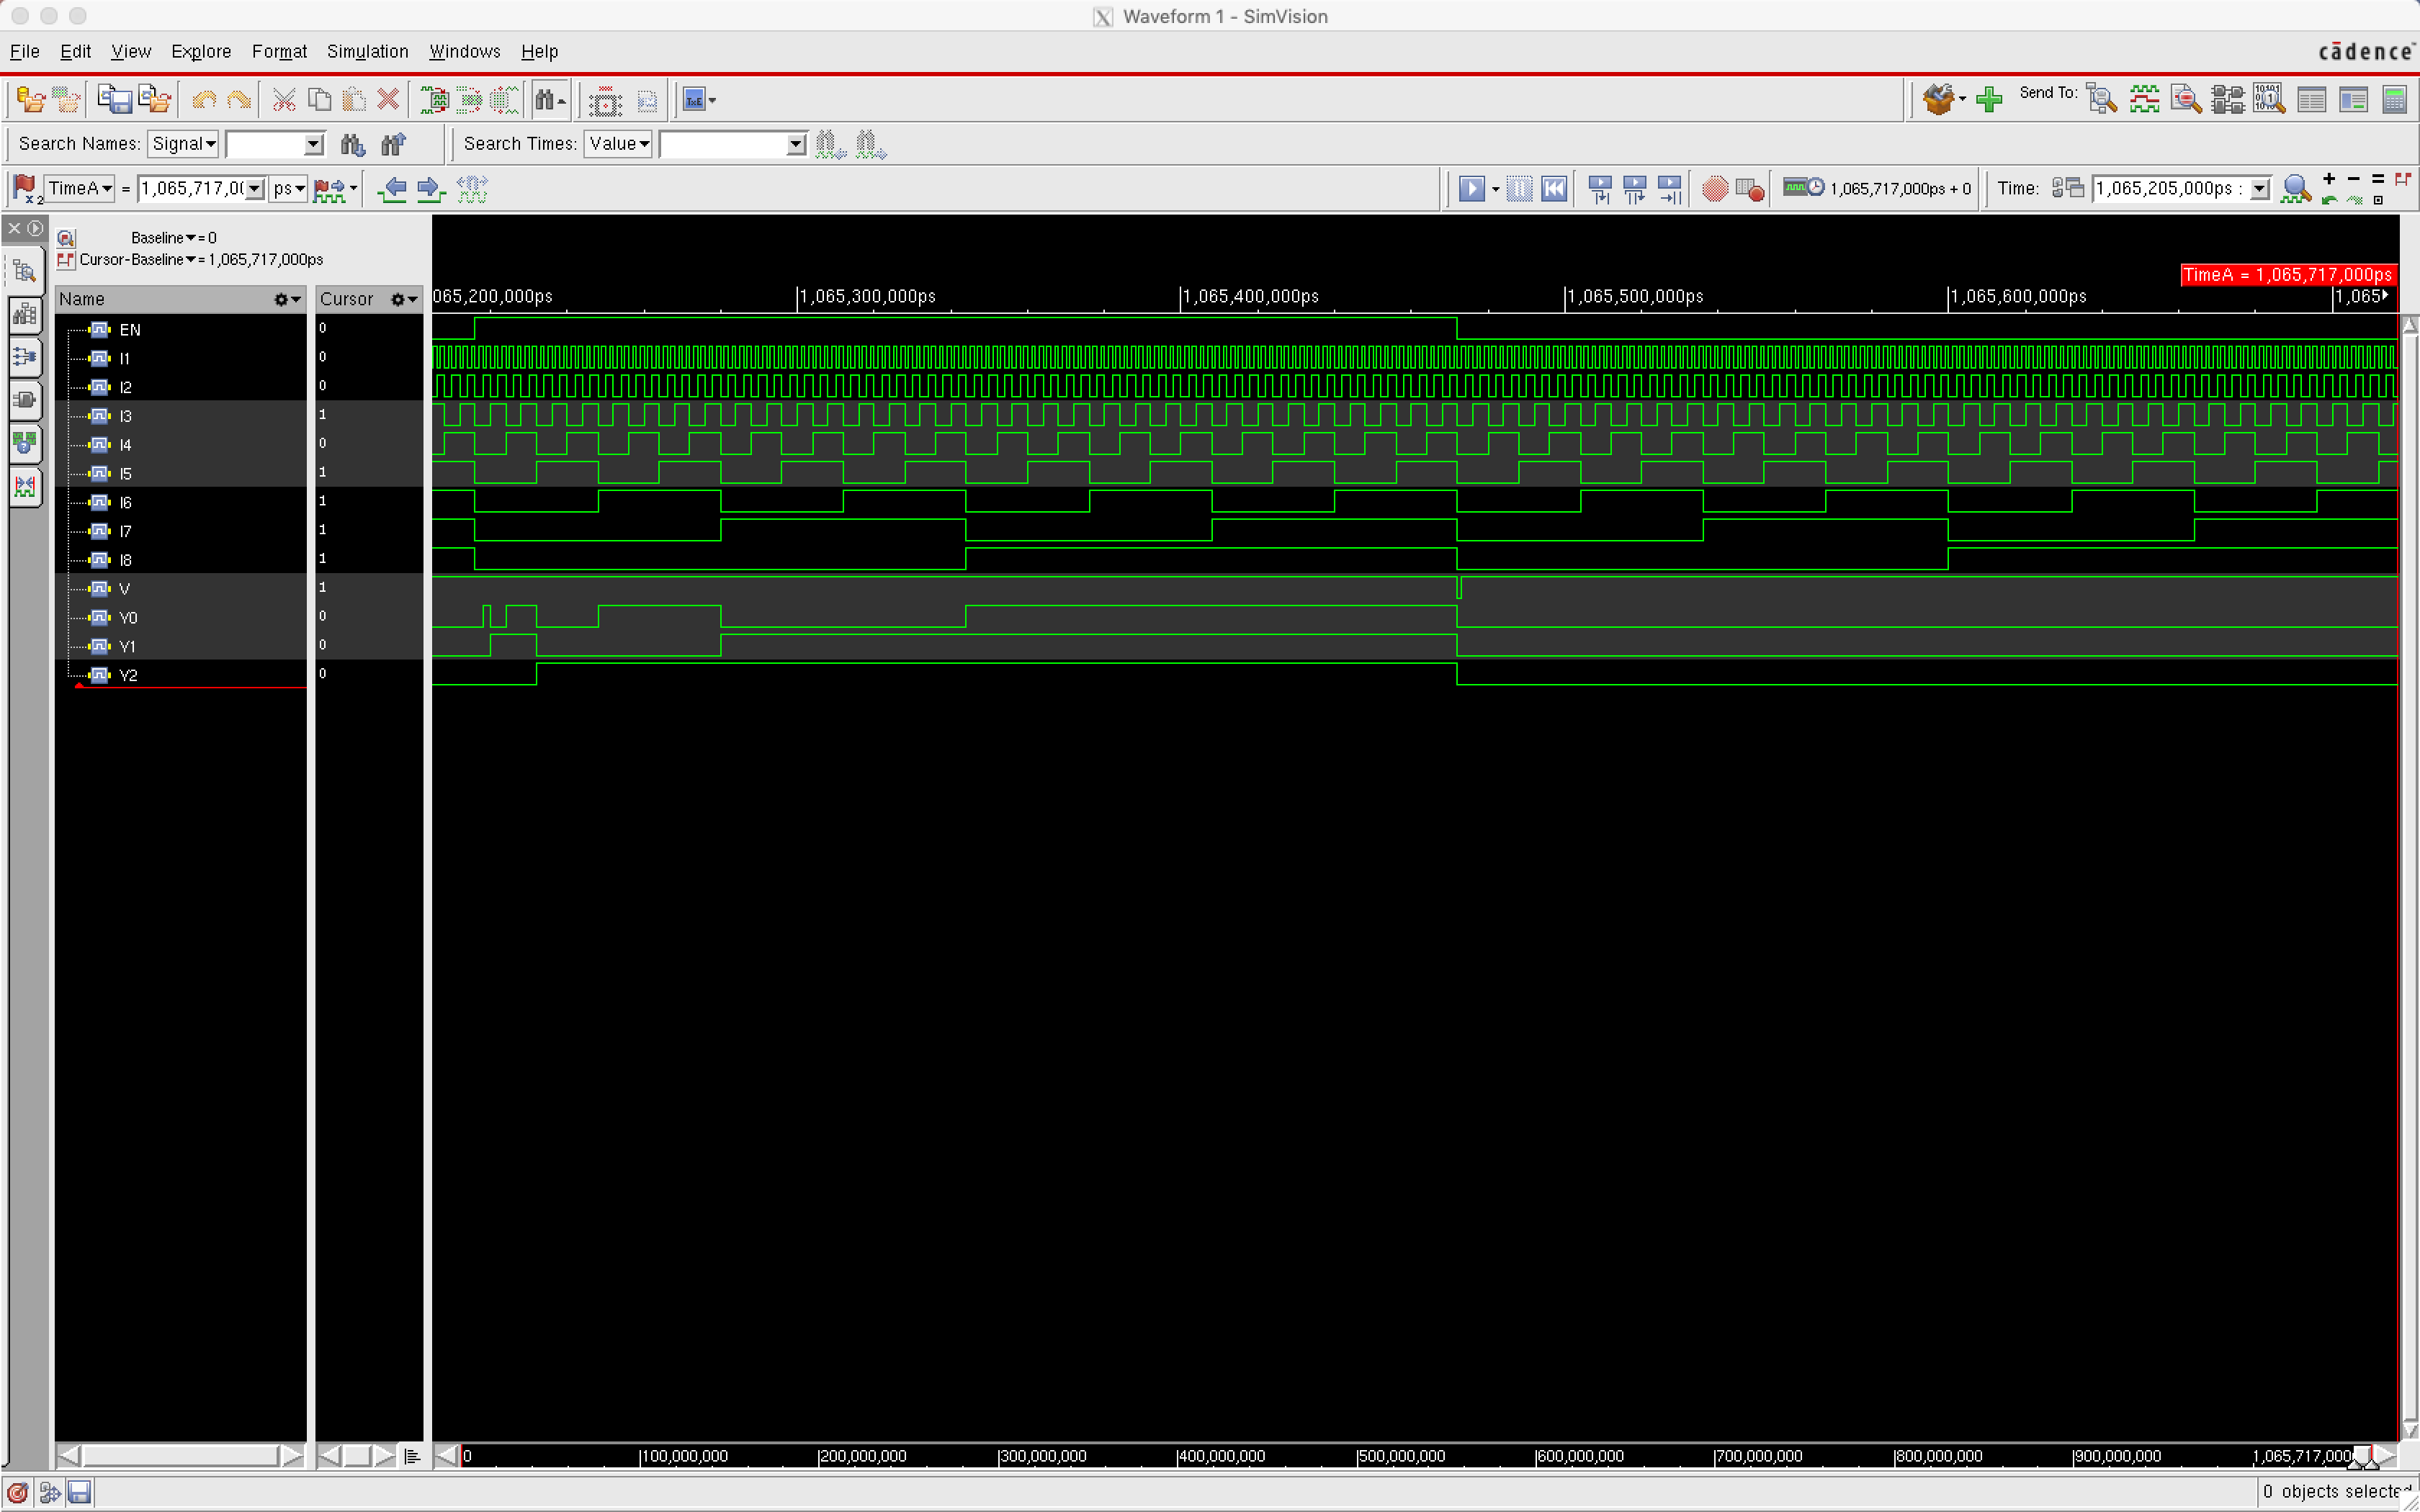 Waveform 1 - SimVision
File Edit View Explore Format Simulation Windows Help
cādence
Send To:
Search Names: Signal Search Times: Value
TimeA = 1,065,717,0( ps 1,065,717,000ps + 0 Time: 1,065,205,000ps :
Baseline = 0
Cursor-Baseline = 1,065,717,000ps
TimeA = 1,065,717,000ps
Name Cursor 065,200,000ps 1,065,300,000ps 1,065,400,000ps 1,065,500,000ps 1,065,600,000ps 1,065
EN 0
I1 0
I2 0
I3 1
I4 0
I5 1
I6 1
I7 1
I8 1
V 1
Y0 0
Y1 0
Y2 0
0 100,000,000 200,000,000 300,000,000 400,000,000 500,000,000 600,000,000 700,000,000 800,000,000 900,000,000 1,065,717,000
0 objects selected